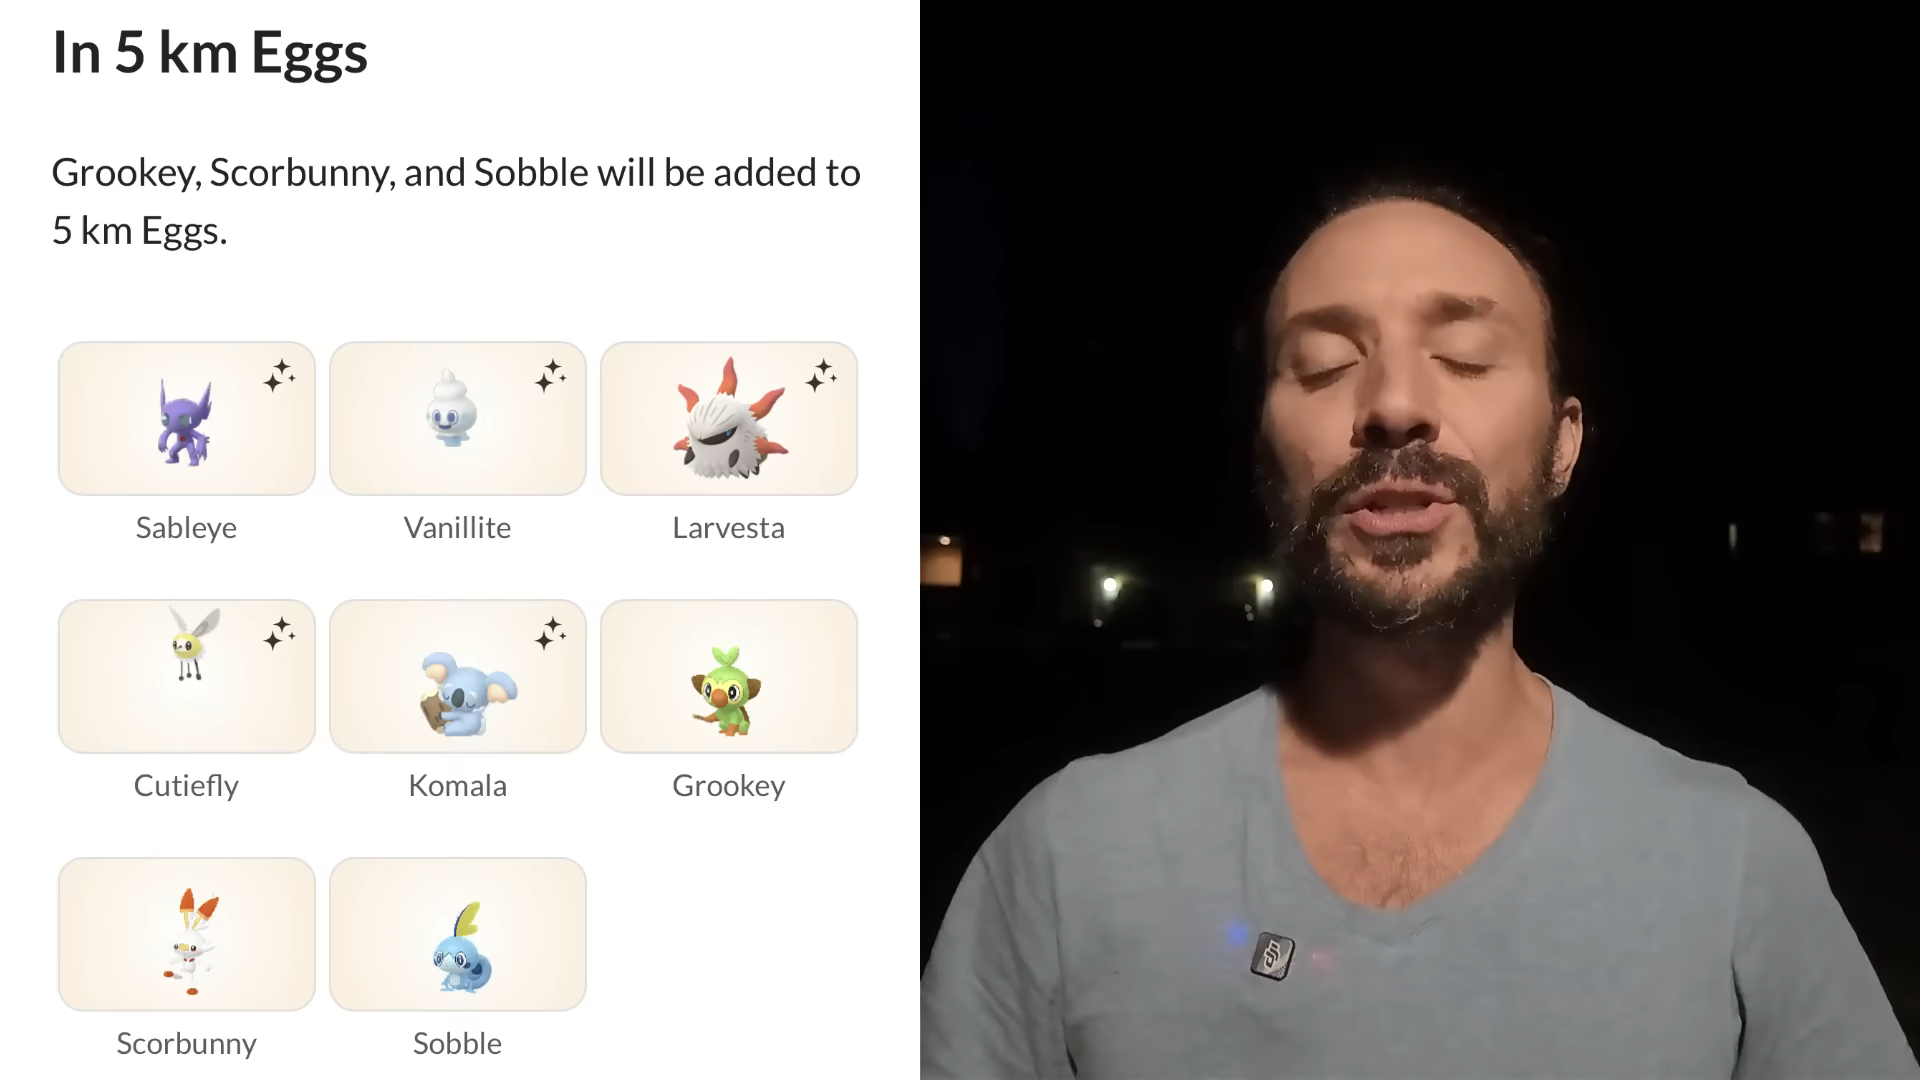 In 5 km Eggs
Grookey, Scorbunny, and Sobble will be added to
5 km Eggs.
Sableye
Vanillite
Larvesta
Cutiefly
Komala
Grookey
Scorbunny
Sobble